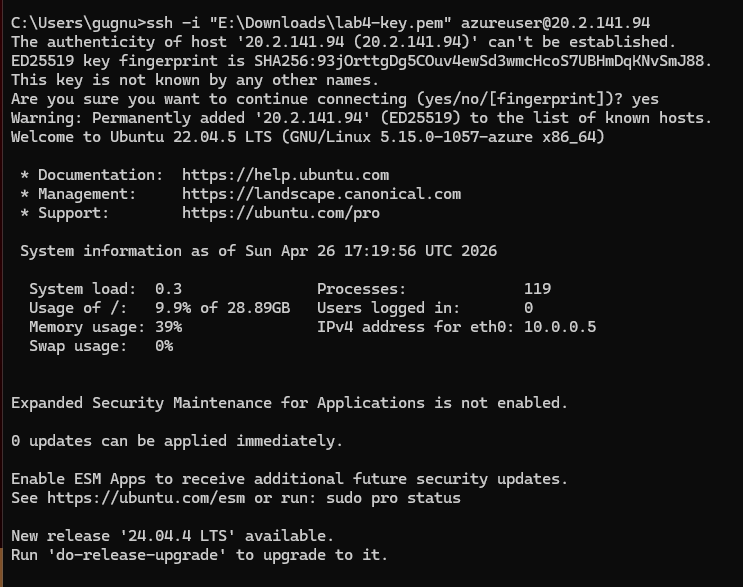 C:\Users\gugnu>ssh -i "E:\Downloads\lab4-key.pem" azureuser@20.2.141.94
The authenticity of host '20.2.141.94 (20.2.141.94)' can't be established.
ED25519 key fingerprint is SHA256:93jOrttgDg5COuv4ewSd3wmcHcoS7UBHmDqKNvSmJ88.
This key is not known by any other names.
Are you sure you want to continue connecting (yes/no/[fingerprint])? yes
Warning: Permanently added '20.2.141.94' (ED25519) to the list of known hosts.
Welcome to Ubuntu 22.04.5 LTS (GNU/Linux 5.15.0-1057-azure x86_64)
* Documentation:  https://help.ubuntu.com
* Management:     https://landscape.canonical.com
* Support:        https://ubuntu.com/pro
System information as of Sun Apr 26 17:19:56 UTC 2026
System load:  0.3               Processes:             119
Usage of /:   9.9% of 28.89GB   Users logged in:       0
Memory usage: 39%               IPv4 address for eth0: 10.0.0.5
Swap usage:   0%
Expanded Security Maintenance for Applications is not enabled.
0 updates can be applied immediately.
Enable ESM Apps to receive additional future security updates.
See https://ubuntu.com/esm or run: sudo pro status
New release '24.04.4 LTS' available.
Run 'do-release-upgrade' to upgrade to it.